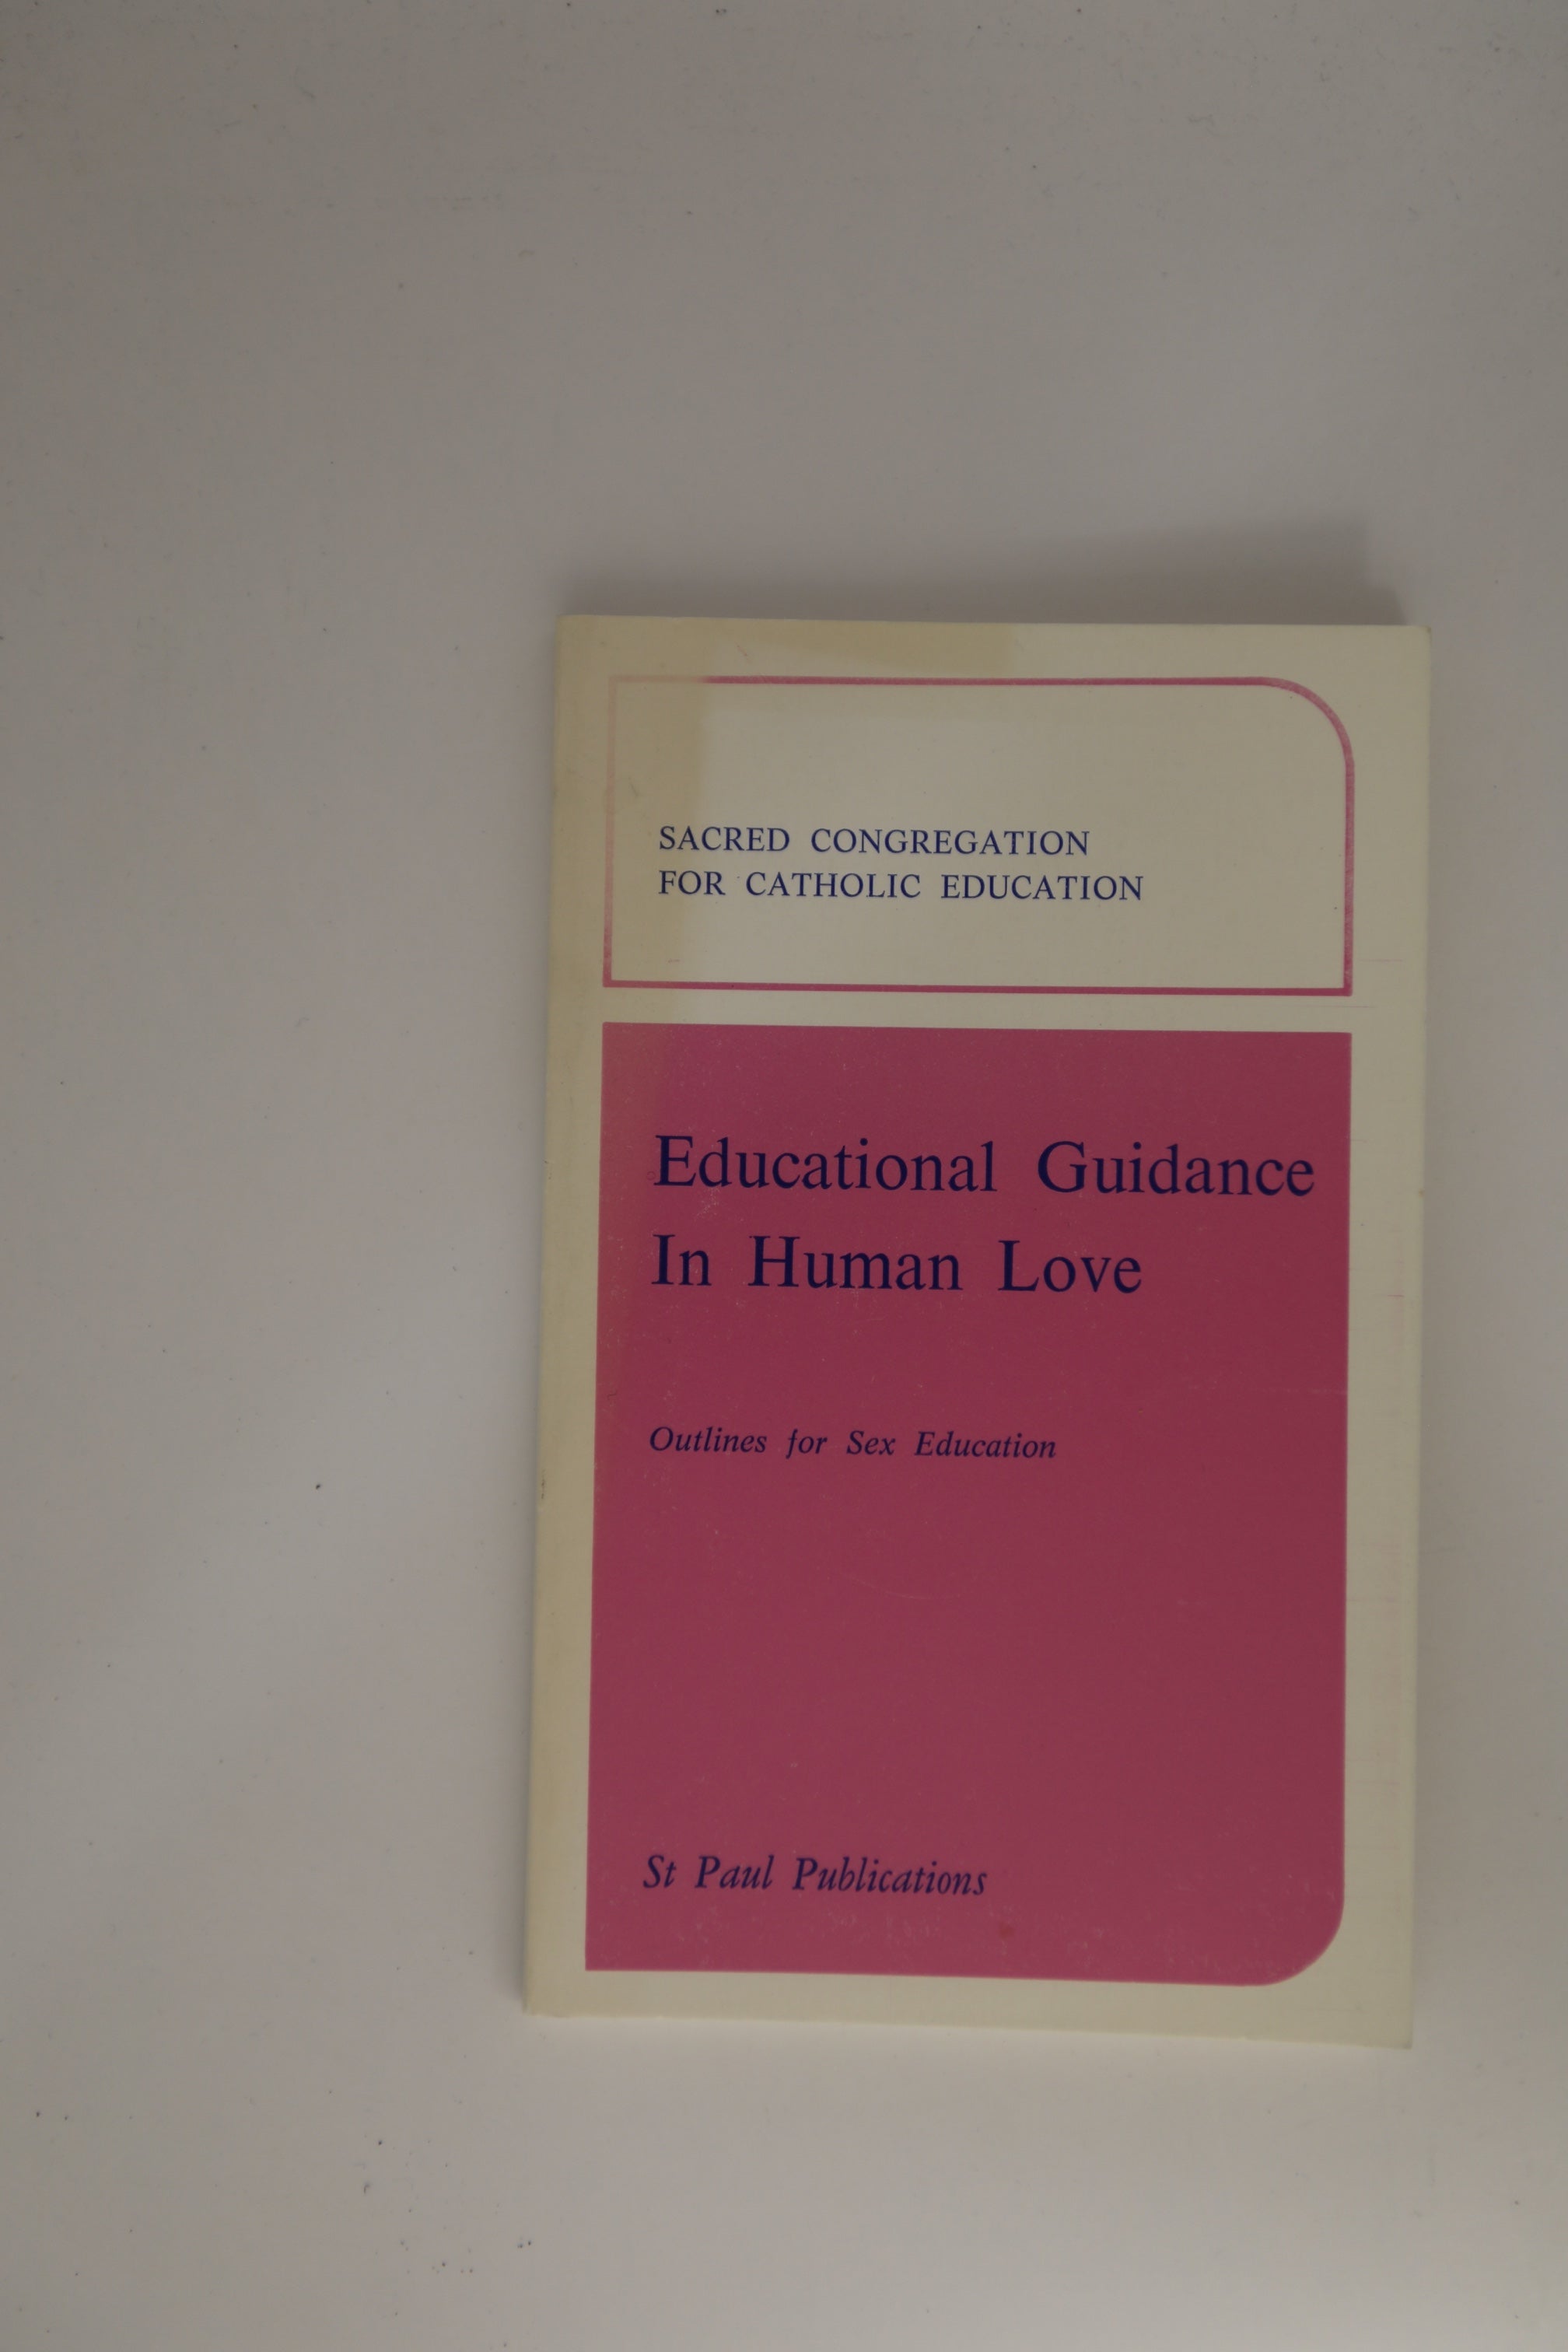 SACRED CONGREGATION
FOR CATHOLIC EDUCATION
Educational Guidance
In Human Love
Outlines for Sex Education
St Paul Publications